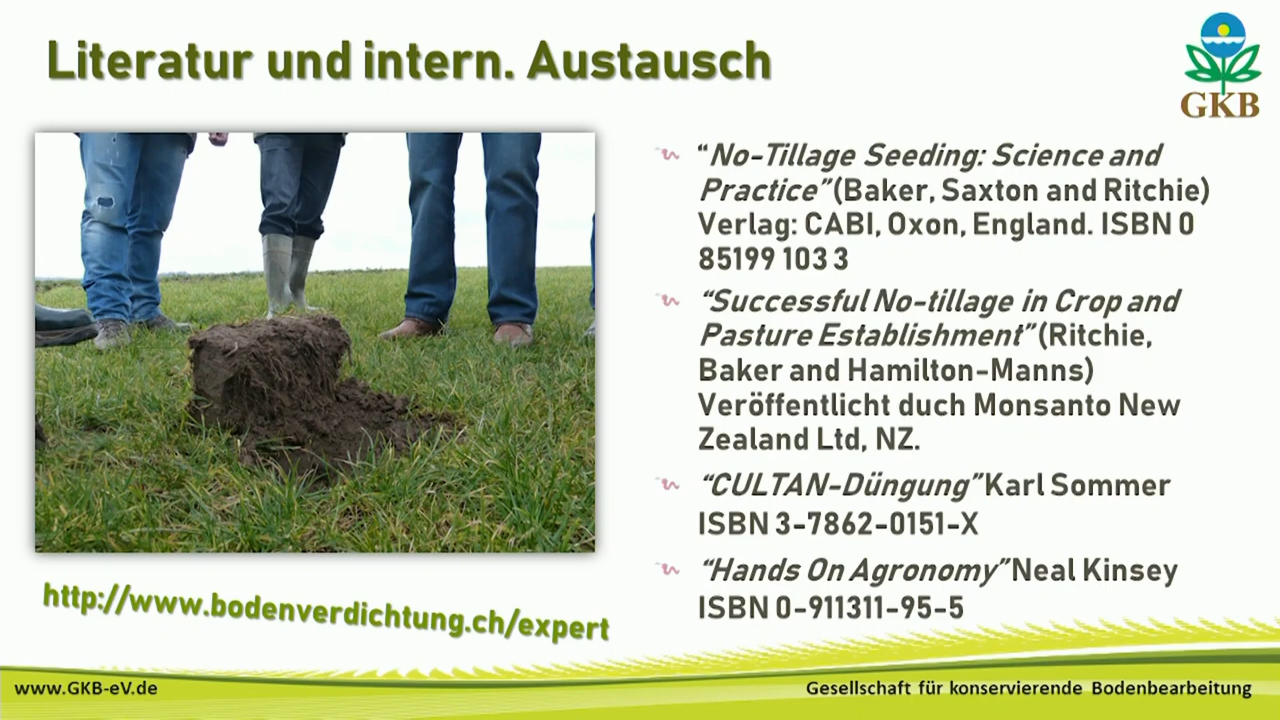 Literatur und intern. Austausch
GKB
“No-Tillage Seeding: Science and
Practice” (Baker, Saxton and Ritchie)
Verlag: CABI, Oxon, England. ISBN 0
85199 103 3
“Successful No-tillage in Crop and
Pasture Establishment” (Ritchie,
Baker and Hamilton-Manns)
Veröffentlicht duch Monsanto New
Zealand Ltd, NZ.
“CULTAN-Düngung” Karl Sommer
ISBN 3-7862-0151-X
“Hands On Agronomy” Neal Kinsey
ISBN 0-911311-95-5
http://www.bodenverdichtung.ch/expert
www.GKB-eV.de
Gesellschaft für konservierende Bodenbearbeitung